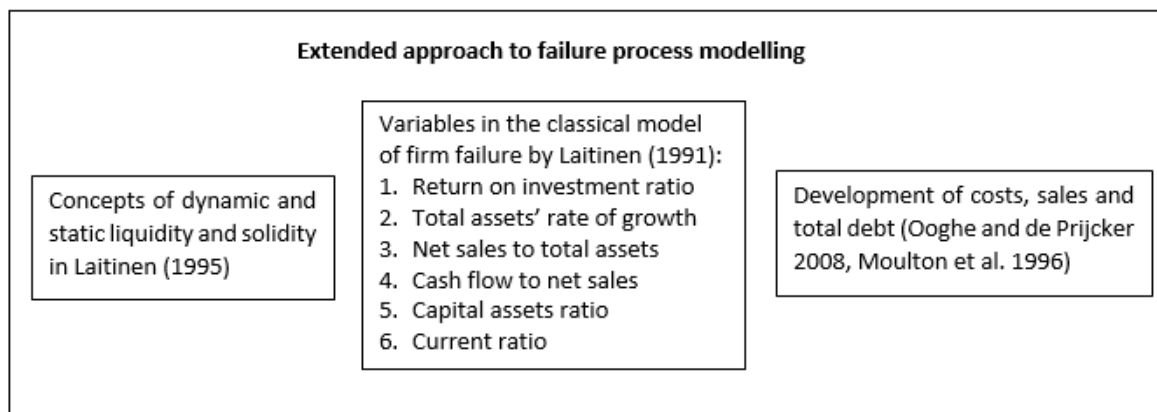 Extended approach to failure process modelling
Concepts of dynamic and
static liquidity and solidity
in Laitinen (1995)
Variables in the classical model
of firm failure by Laitinen (1991):
1. Return on investment ratio
2. Total assets' rate of growth
3. Net sales to total assets
4. Cash flow to net sales
5. Capital assets ratio
6. Current ratio
Development of costs, sales and
total debt (Ooghe and de Prijcker
2008, Moulton et al. 1996)